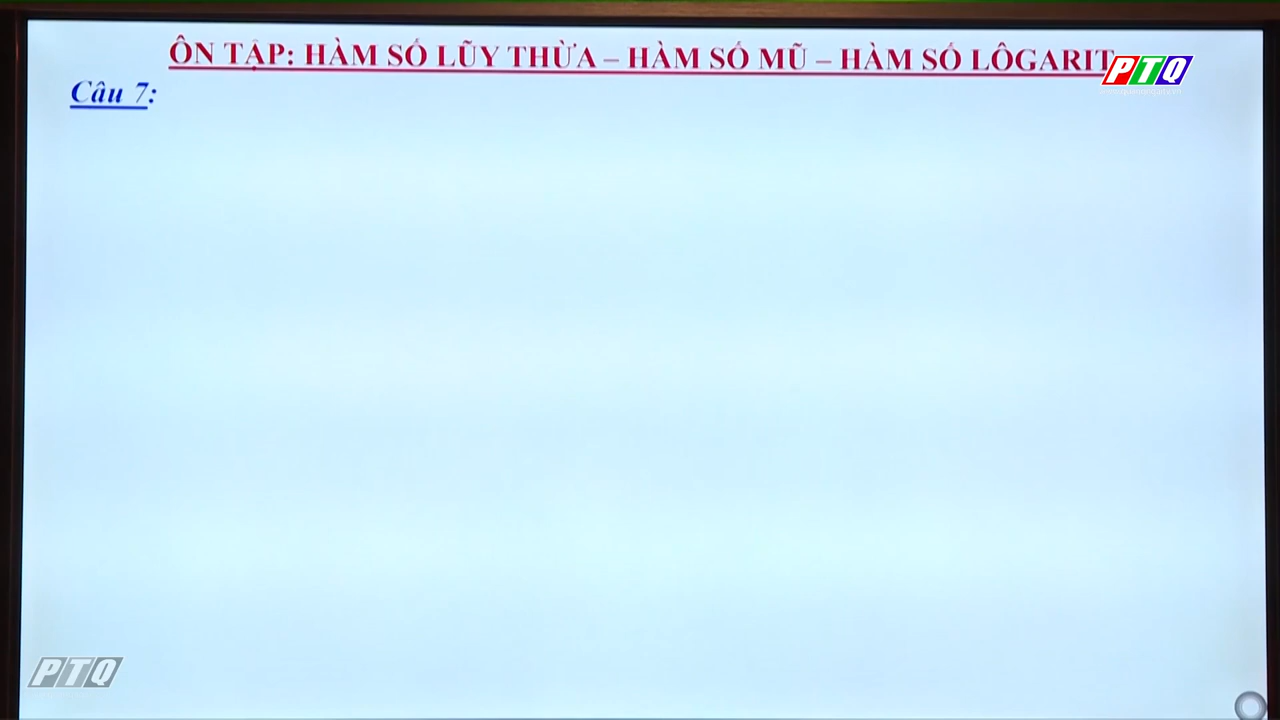 ÔN TẬP: HÀM SỐ LŨY THỪA – HÀM SỐ MŨ – HÀM SỐ LÔGARIT
PTQ
Câu 7:
PTQ